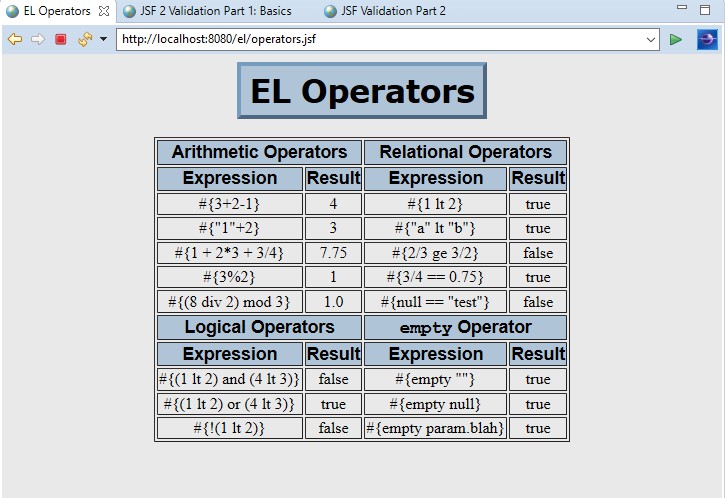 EL Operators JSF 2 Validation Part 1: Basics JSF Validation Part 2
http://localhost:8080/el/operators.jsf
EL Operators
Arithmetic Operators Relational Operators
Expression Result Expression Result
#{3+2-1} 4 #{1 lt 2} true
#{"1"+2} 3 #{"a" lt "b"} true
#{1 + 2*3 + 3/4} 7.75 #{2/3 ge 3/2} false
#{3%2} 1 #{3/4 == 0.75} true
#{(8 div 2) mod 3} 1.0 #{null == "test"} false
Logical Operators empty Operator
Expression Result Expression Result
#{(1 lt 2) and (4 lt 3)} false #{empty ""} true
#{(1 lt 2) or (4 lt 3)} true #{empty null} true
#{!(1 lt 2)} false #{empty param.blah} true